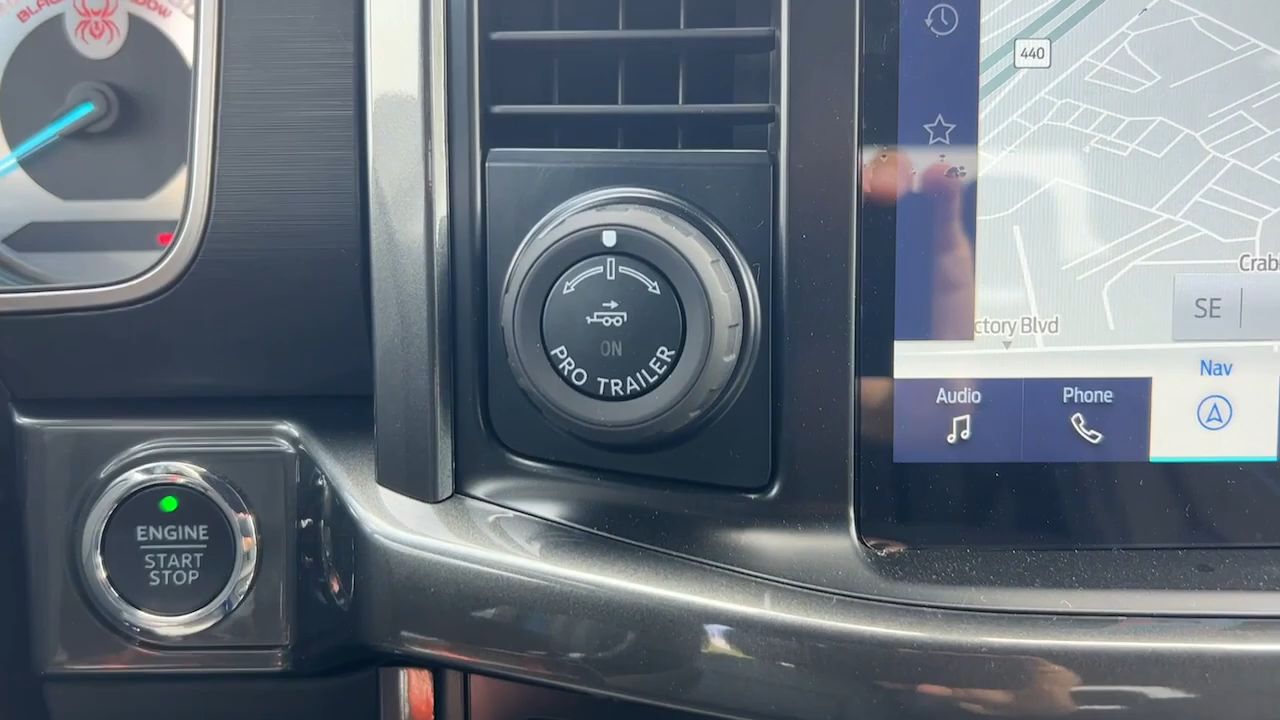 440
Crab
SE
ctory Blvd
Nav
Audio
Phone
ON
PRO TRAILER
ENGINE
START
STOP